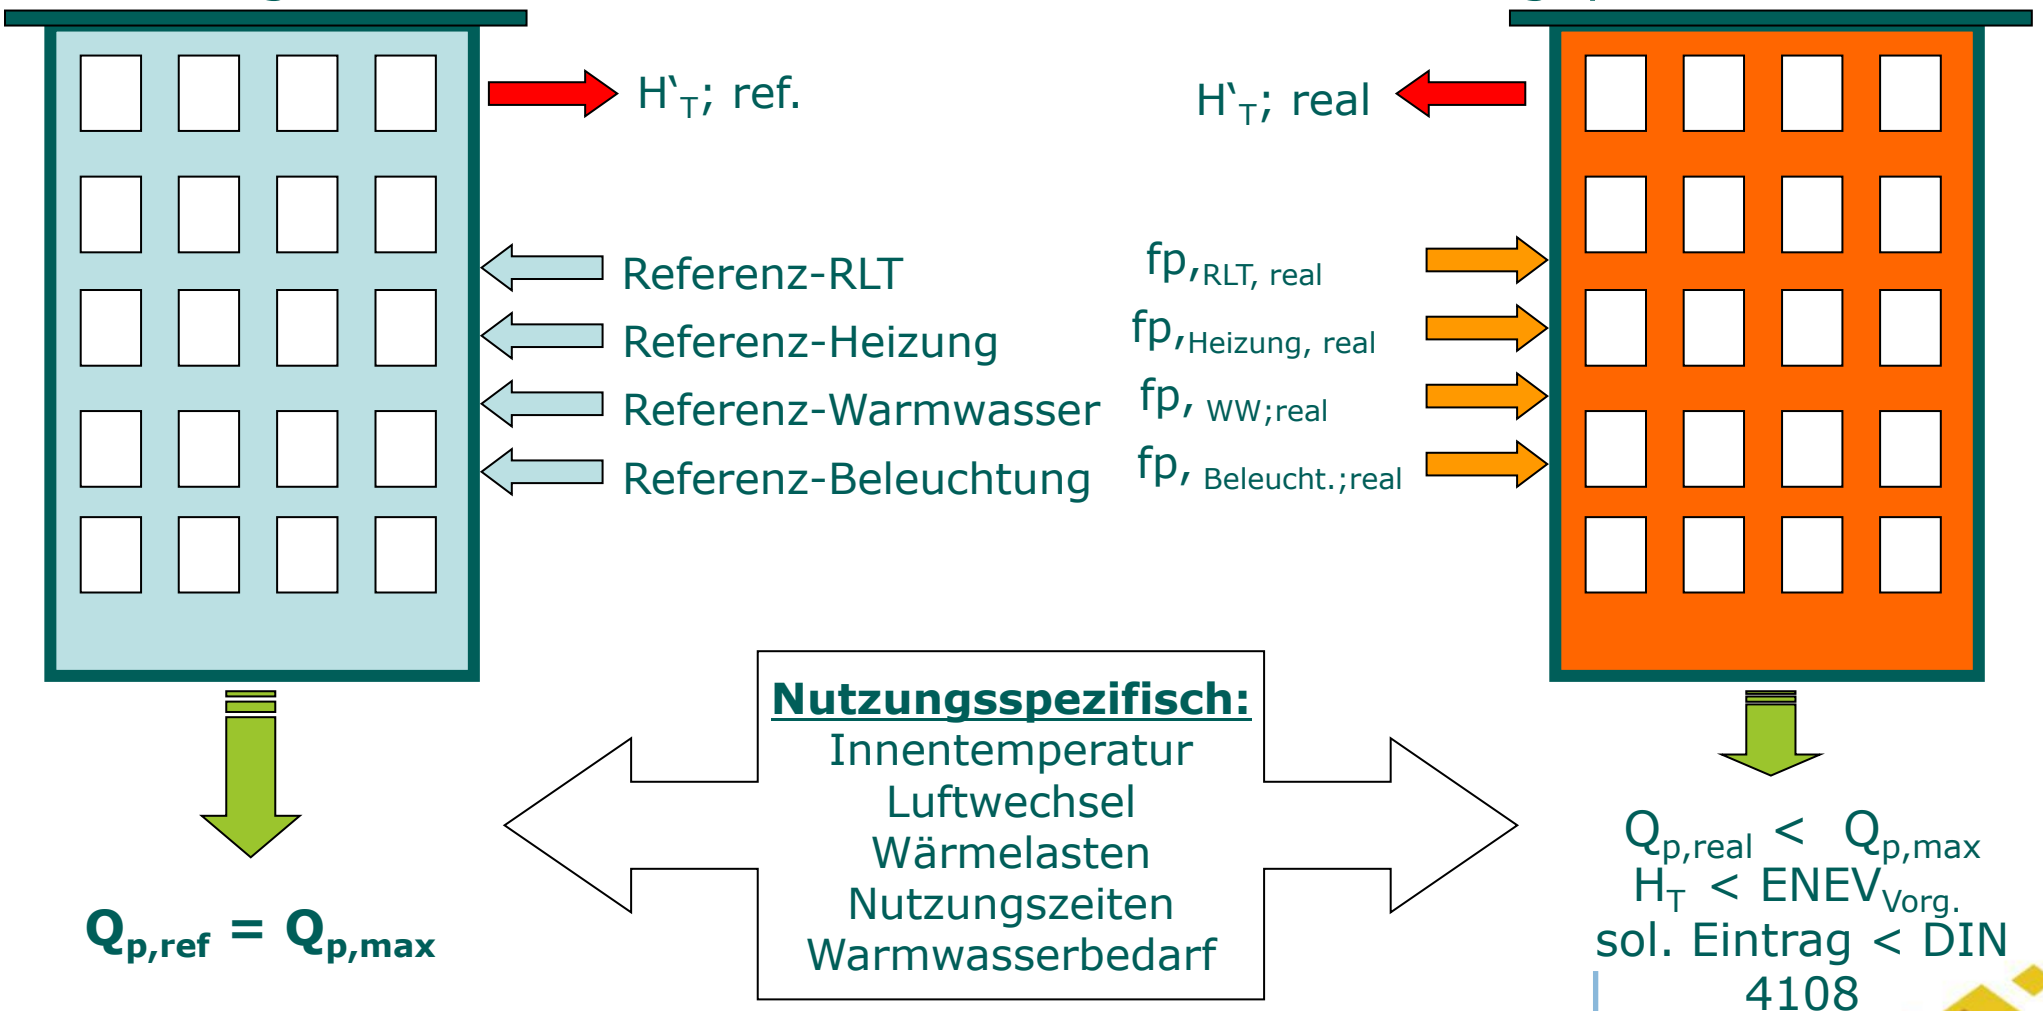 H‘T; ref.
Referenz-RLT
Referenz-Heizung
Referenz-Warmwasser
Referenz-Beleuchtung
Qp,ref = Qp,max
Nutzungsspezifisch:
Innentemperatur
Luftwechsel
Wärmelasten
Nutzungszeiten
Warmwasserbedarf
H‘T; real
fp,RLT, real
fp,Heizung, real
fp, WW;real
fp, Beleucht.;real
Qp,real < Qp,max
HT < ENEVVorg.
sol. Eintrag < DIN
4108